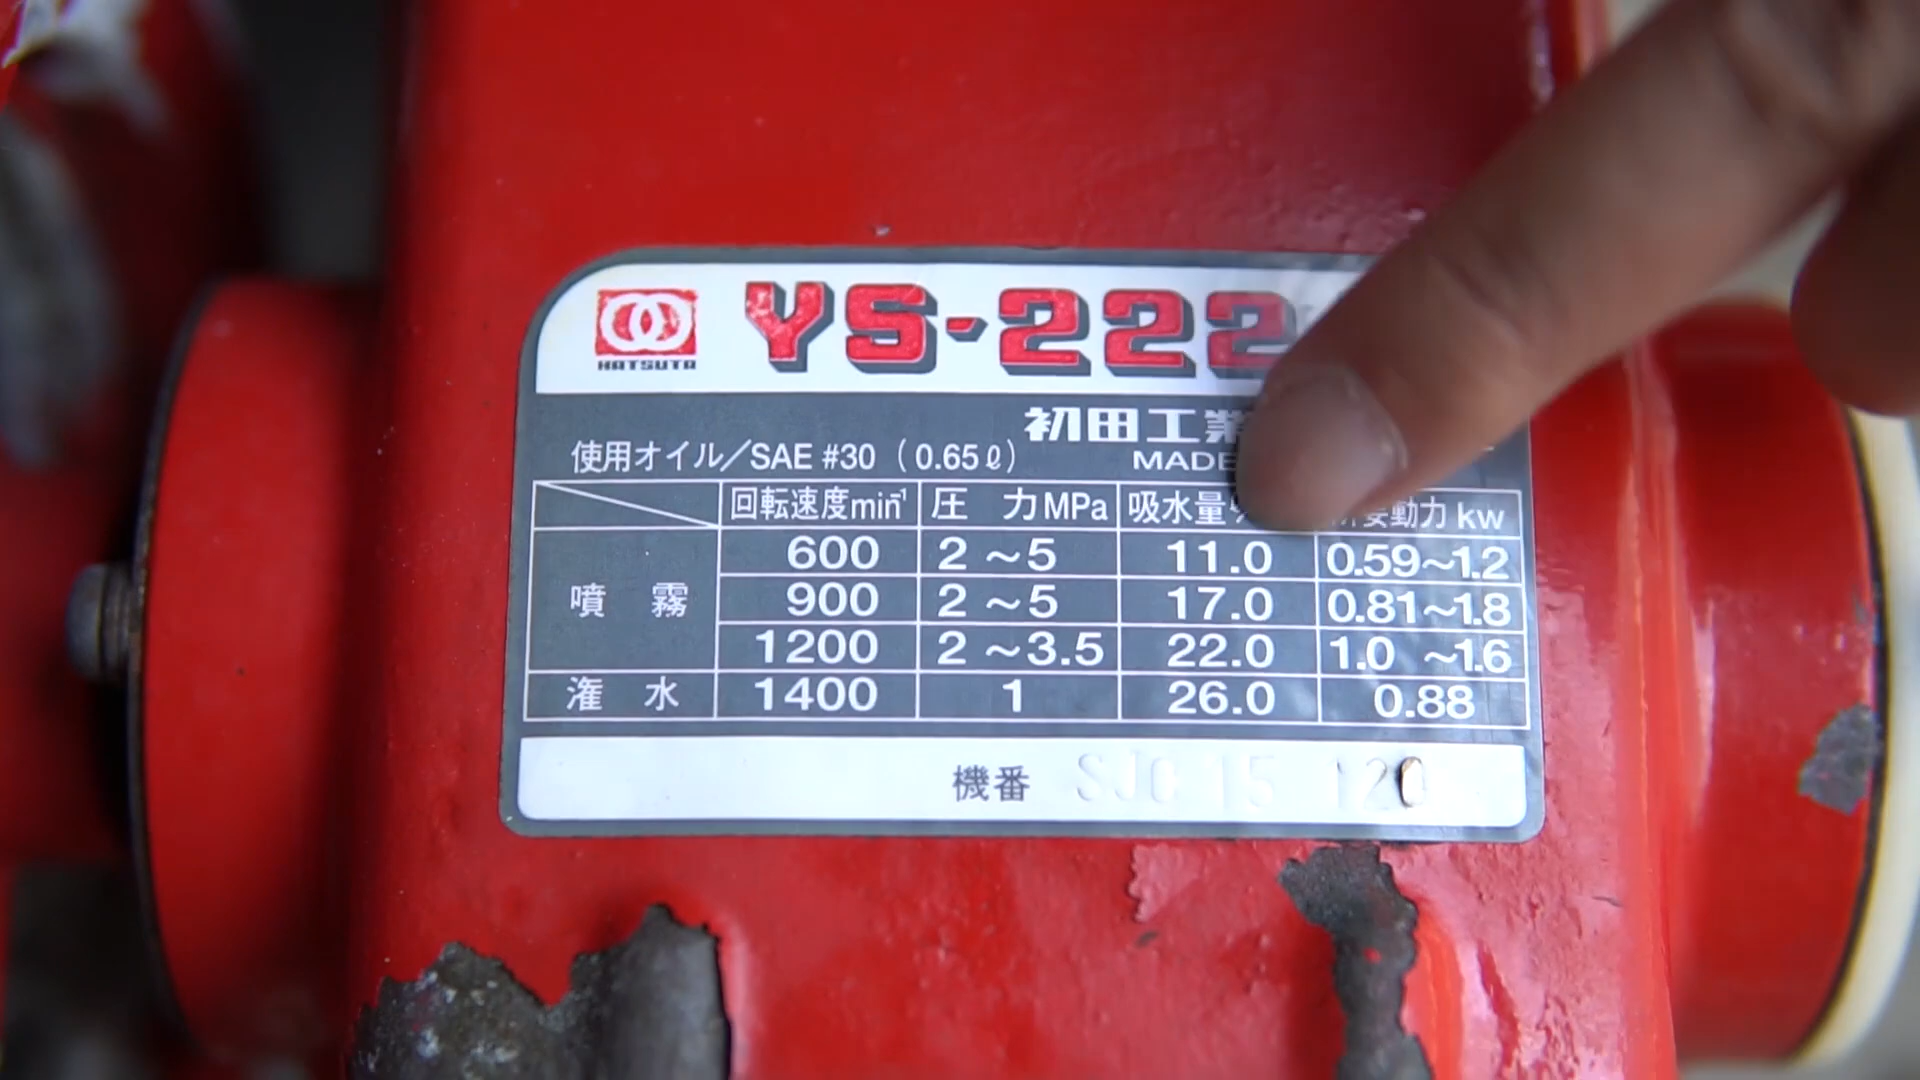 HATSUTA
YS-222
初田工業
MADE
使用オイル/SAE #30 (0.65ℓ)
回転速度min⁻¹ 圧 力MPa 吸水量 要動力 kw
噴 霧 600 2 ~5 11.0 0.59~1.2
900 2 ~5 17.0 0.81~1.8
1200 2 ~3.5 22.0 1.0 ~1.6
灌 水 1400 1 26.0 0.88
機番 15 120